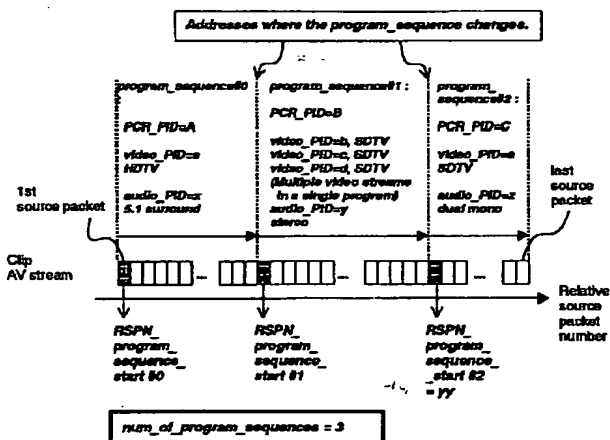 Addresses where the program_sequence changes.
program_sequence#0
:
PCR_PID=A
video_PID=a
HDTV
audio_PID=x
5.1 surround
program_sequence#1 :
PCR_PID=B
video_PID=b, SDTV
video_PID=c, SDTV
video_PID=d, SDTV
(Multiple video streams
in a single program)
audio_PID=y
stereo
program_
sequence#2 :
PCR_PID=C
video_PID=e
SDTV
audio_PID=z
dual mono
1st
source packet
last
source
packet
Clip
AV stream
Relative
source
packet
number
RSPN_
program_
sequence_
start #0
RSPN_
program_
sequence_
start #1
RSPN_
program_
sequence
_start #2
= yy
num_of_program_sequences = 3